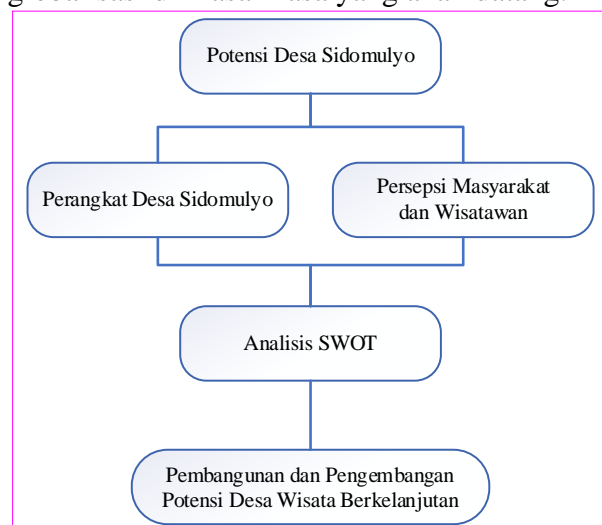 Potensi Desa Sidomulyo
Perangkat Desa Sidomulyo
Persepsi Masyarakat
dan Wisatawan
Analisis SWOT
Pembangunan dan Pengembangan
Potensi Desa Wisata Berkelanjutan